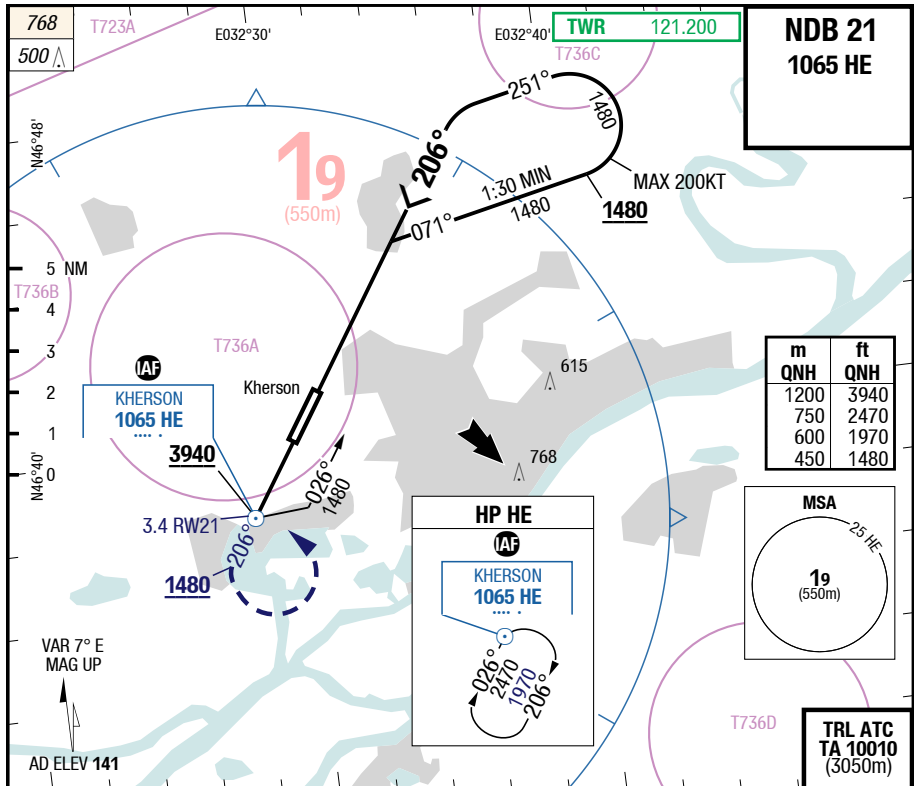 768
500
T723A
E032°30'
E032°40'
TWR 121.200
T736C
NDB 21
1065 HE
N46°48'
251°
1480
206°
19
(550m)
1:30 MIN
1480
071°
MAX 200KT
1480
5 NM
4
3
2
1
0
N46°40'
T736B
T736A
IAF
KHERSON
1065 HE
Kherson
3940
615
768
m ft
QNH QNH
1200 3940
750 2470
600 1970
450 1480
026°
1480
3.4 RW21
206°
1480
HP HE
IAF
KHERSON
1065 HE
026°
2470
1970
206°
MSA
25 HE
19
(550m)
VAR 7° E
MAG UP
AD ELEV 141
T736D
TRL ATC
TA 10010
(3050m)